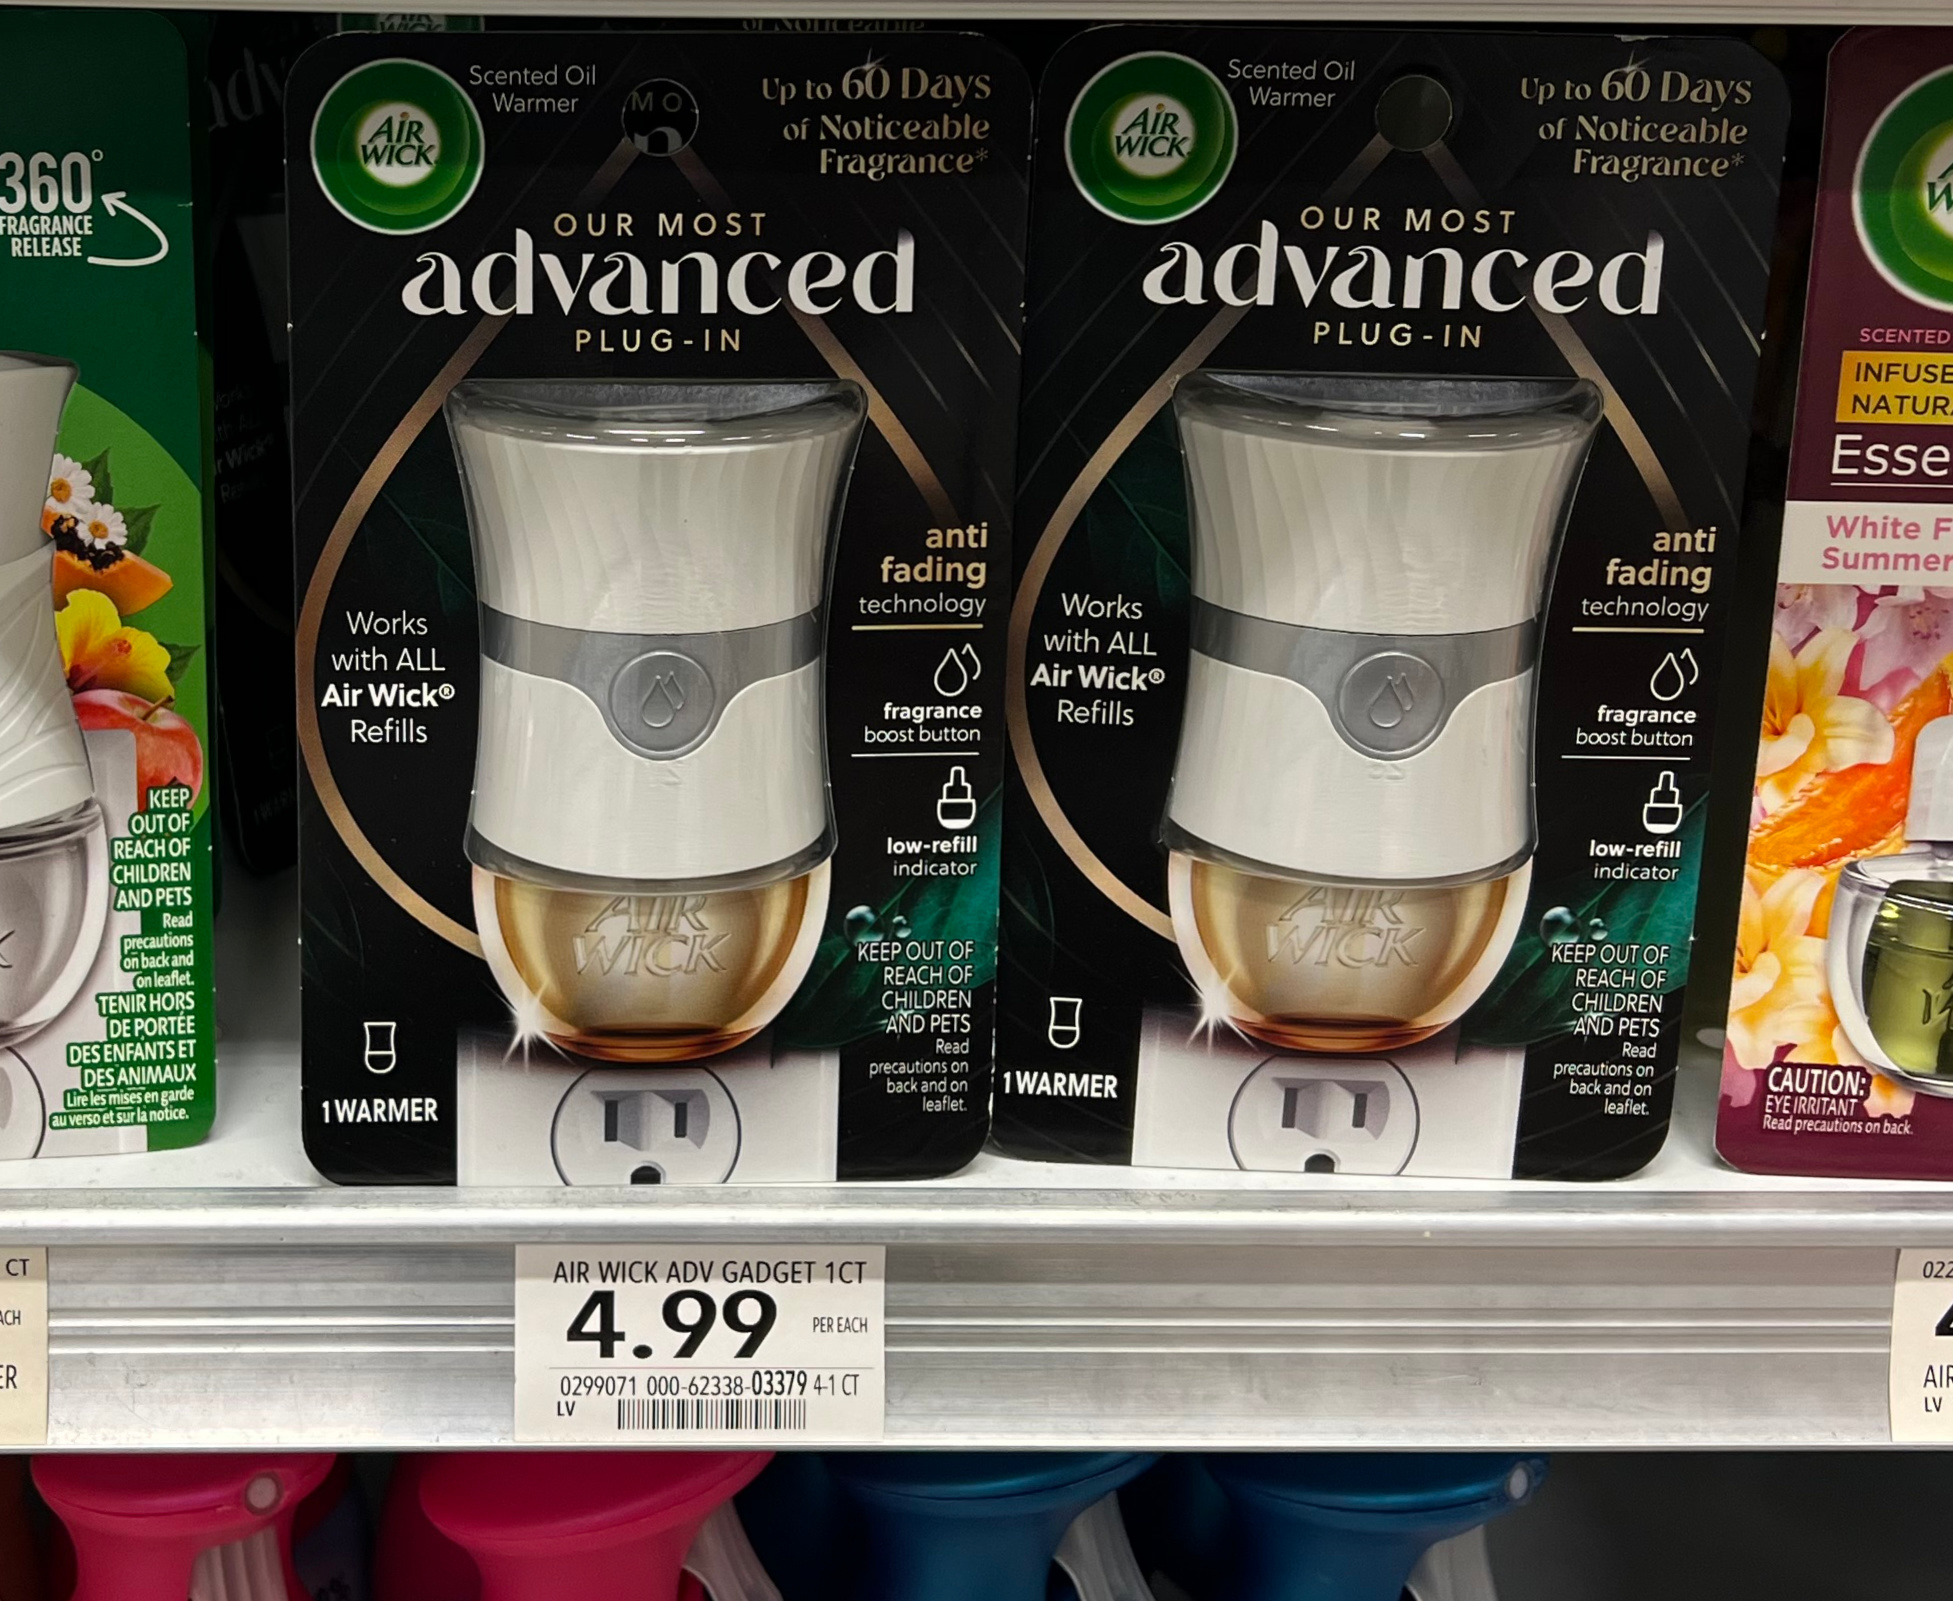 360°
FRAGRANCE
RELEASE
KEEP
OUT OF
REACH OF
CHILDREN
AND PETS
Read
precautions
on back and
on leaflet.
TENIR HORS
DE PORTÉE
DES ENFANTS ET
DES ANIMAUX
Lire les mises en garde
au verso et sur la notice.
AIR
WICK
Scented Oil
Warmer
MO
Up to 60 Days
of Noticeable
Fragrance*
OUR MOST
advanced
PLUG-IN
Works
with ALL
Air Wick®
Refills
anti
fading
technology
fragrance
boost button
low-refill
indicator
AIR
WICK
KEEP OUT OF
REACH OF
CHILDREN
AND PETS
Read
precautions on
back and on
leaflet.
1 WARMER
AIR
WICK
Scented Oil
Warmer
Up to 60 Days
of Noticeable
Fragrance*
OUR MOST
advanced
PLUG-IN
Works
with ALL
Air Wick®
Refills
anti
fading
technology
fragrance
boost button
low-refill
indicator
AIR
WICK
KEEP OUT OF
REACH OF
CHILDREN
AND PETS
Read
precautions on
back and on
leaflet.
1 WARMER
SCENTED
INFUSE
NATUR
Esse
White F
Summer
CAUTION:
EYE IRRITANT
Read precautions on back.
CT
ACH
ER
AIR WICK ADV GADGET 1CT
4.99 PER EACH
0299071 000-62338-03379 4-1 CT
LV
022
AIR
LV